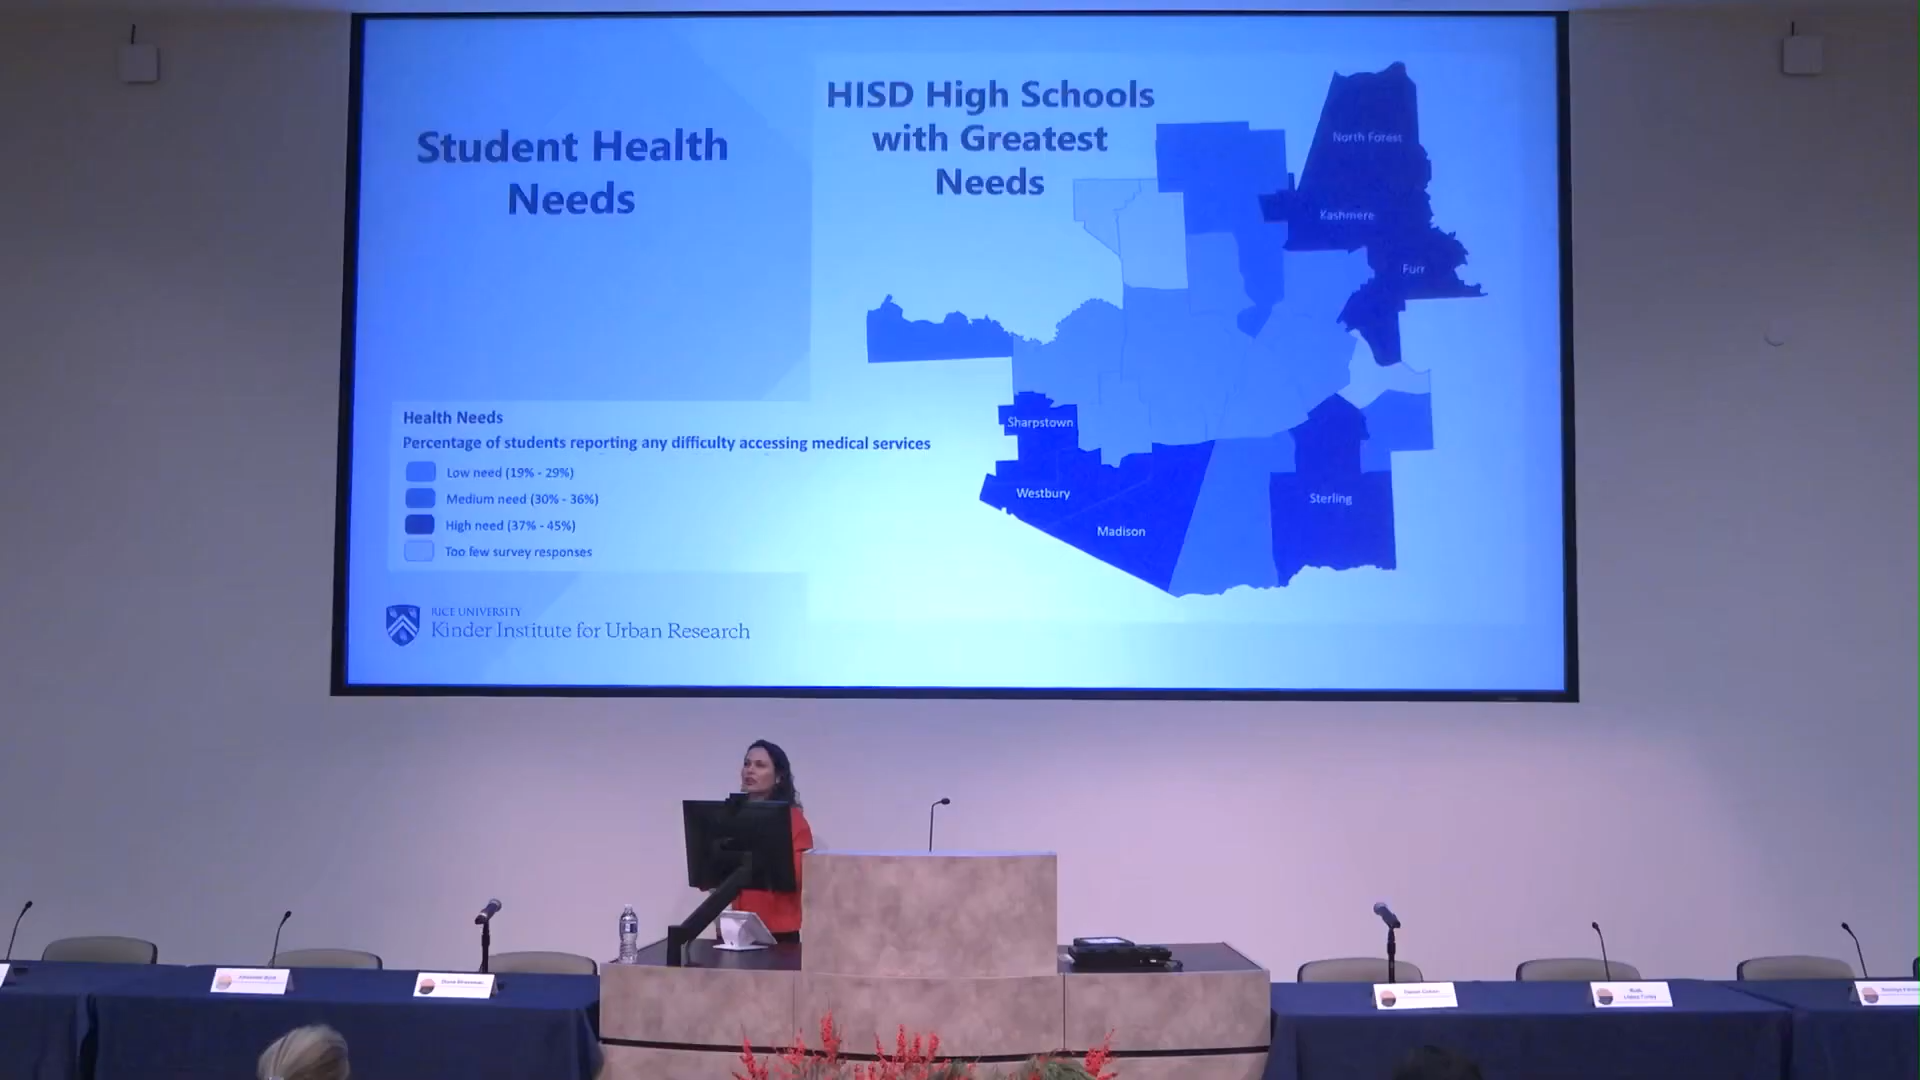 Student Health
Needs
HISD High Schools
with Greatest
Needs
North Forest
Kashmere
Furr
Sharpstown
Westbury
Madison
Sterling
Health Needs
Percentage of students reporting any difficulty accessing medical services
Low need (19% - 29%)
Medium need (30% - 36%)
High need (37% - 45%)
Too few survey responses
RICE UNIVERSITY
Kinder Institute for Urban Research